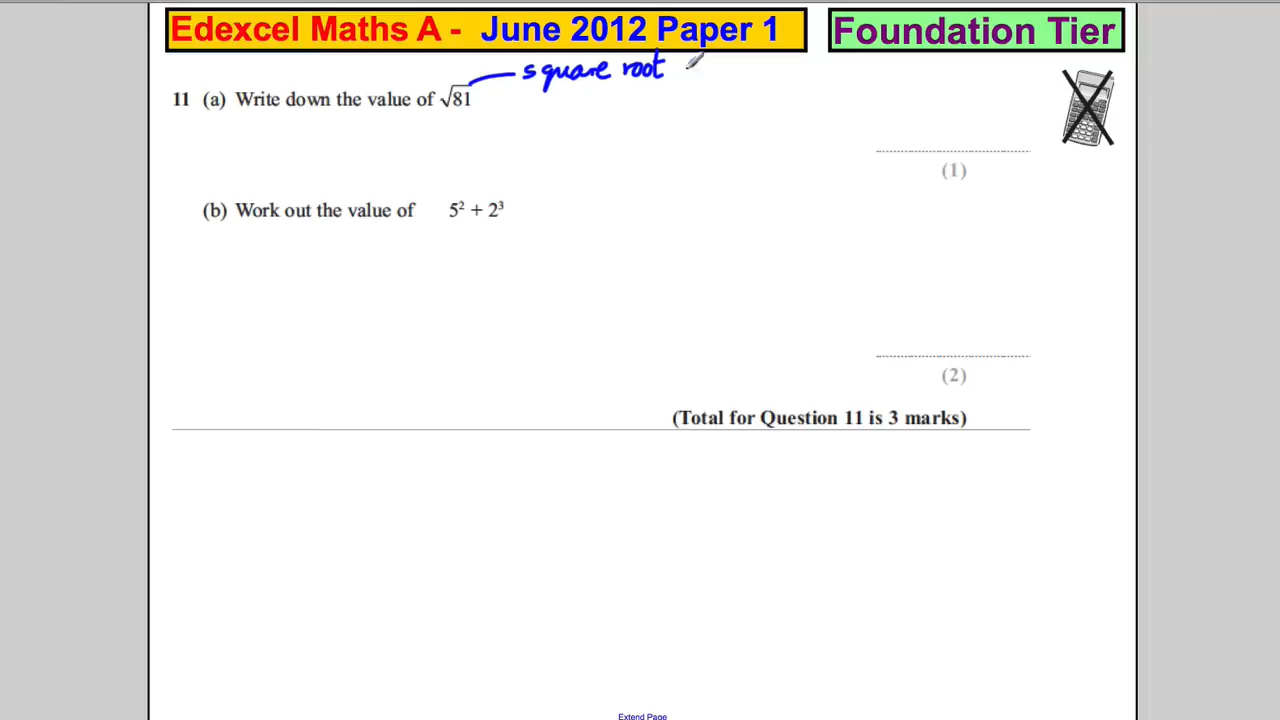 Edexcel Maths A - June 2012 Paper 1
Foundation Tier
square root
11 (a) Write down the value of √81
(1)
(b) Work out the value of 5² + 2³
(2)
(Total for Question 11 is 3 marks)
Extend Page